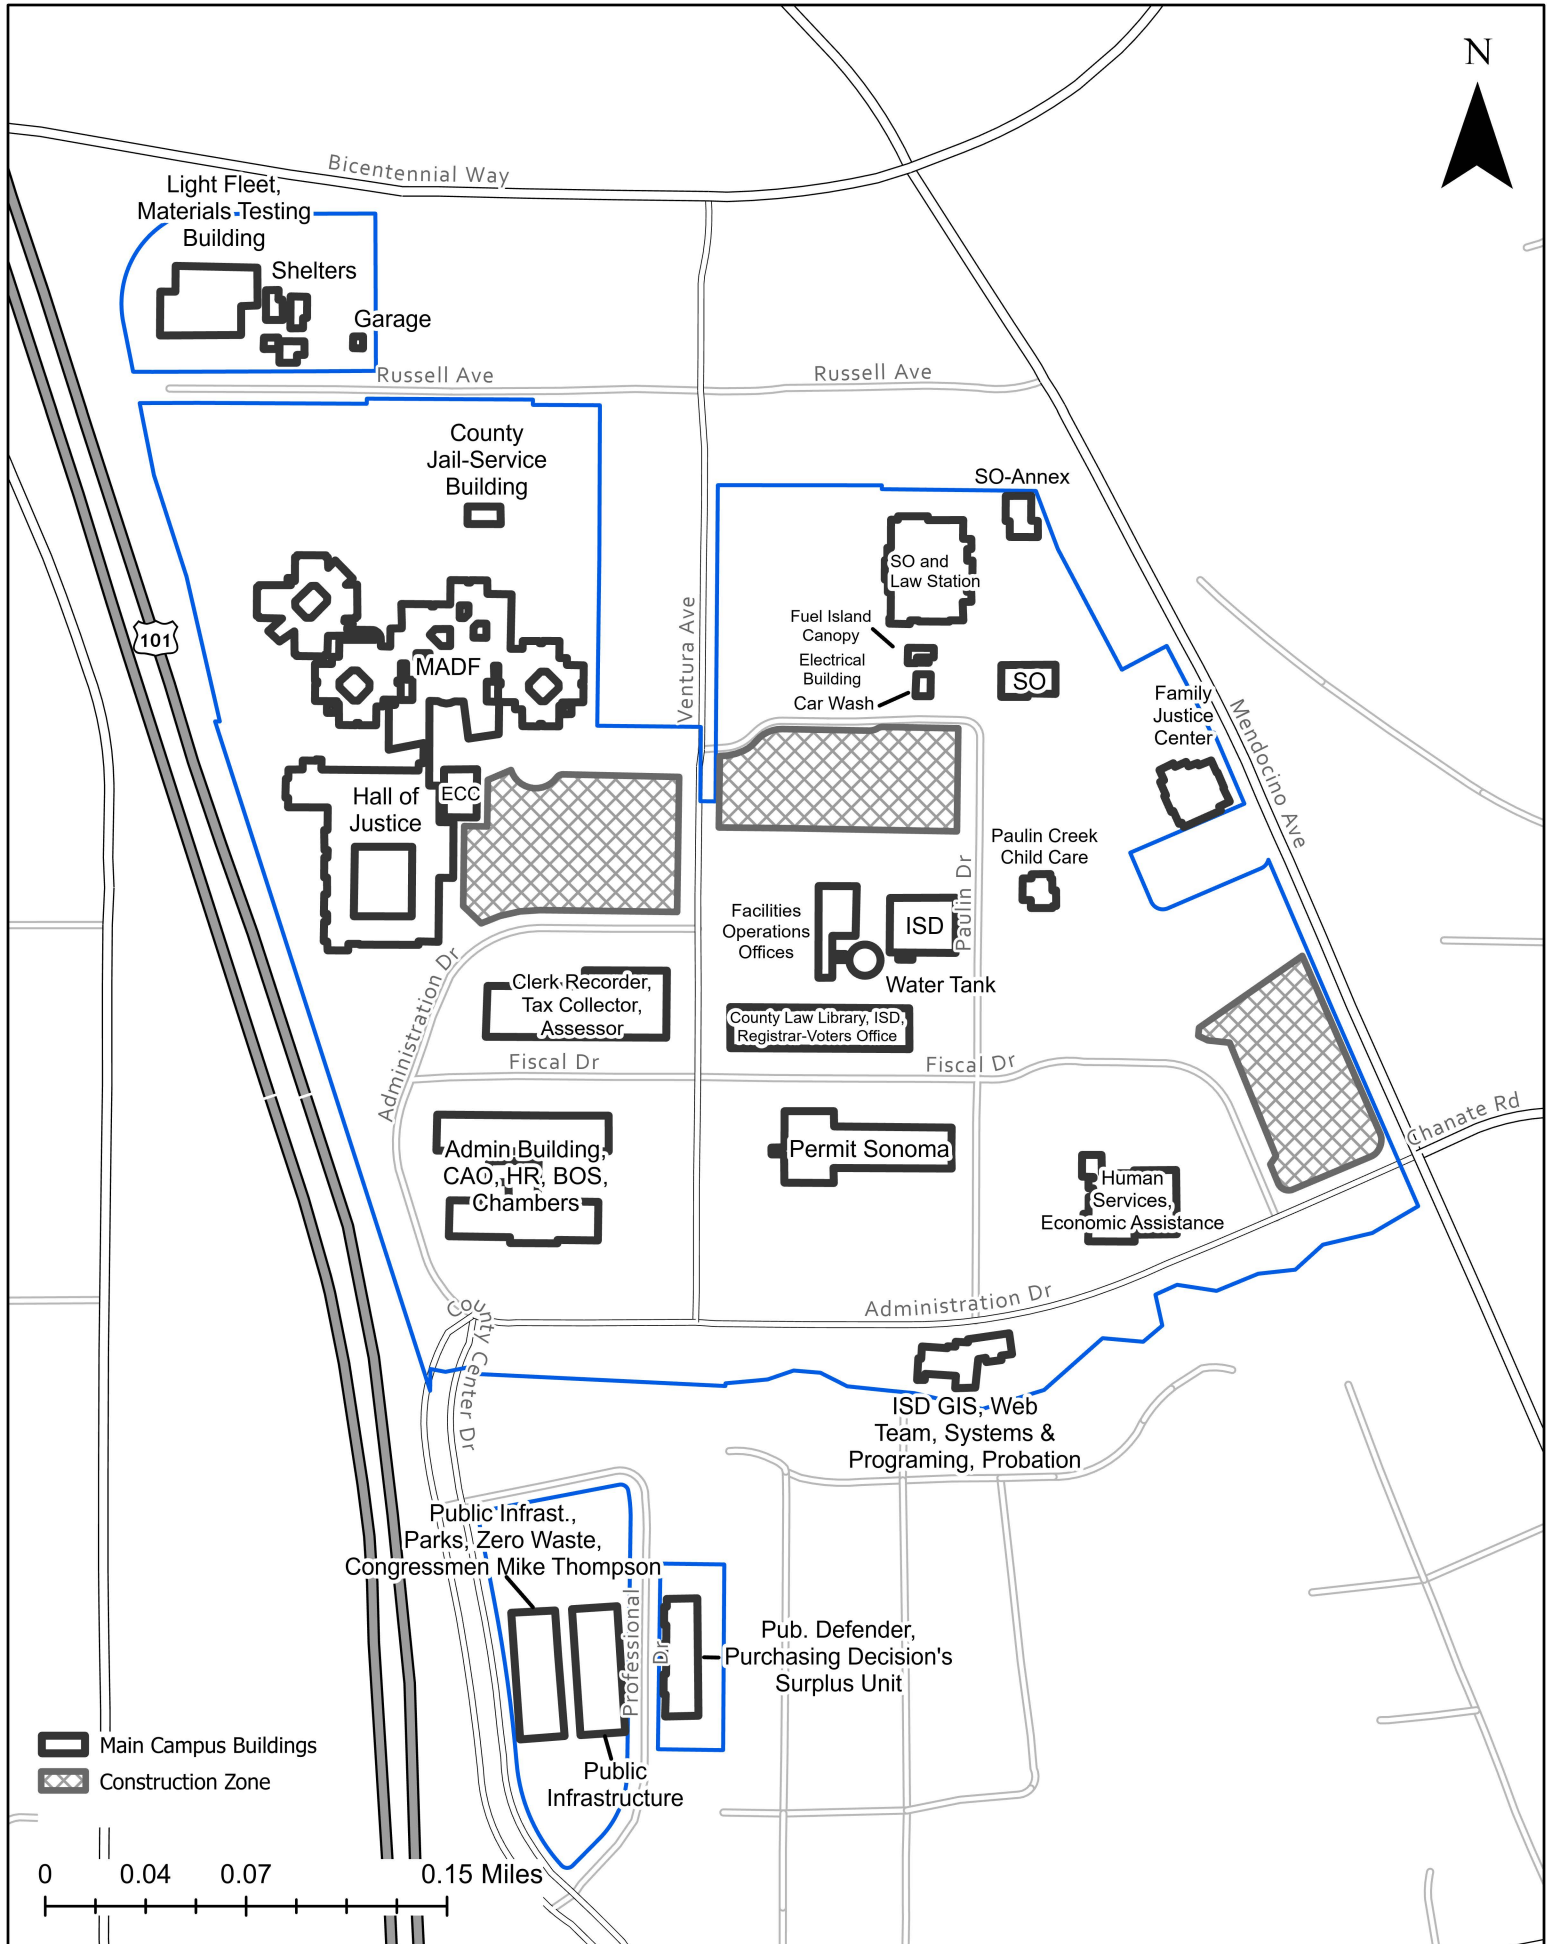 N
Bicentennial Way
Light Fleet,
Materials Testing
Building
Shelters
Garage
Russell Ave
Russell Ave
County
Jail-Service
Building
SO-Annex
SO and
Law Station
Fuel Island
Canopy
Electrical
Building
Car Wash
SO
101
MADF
Ventura Ave
Family
Justice
Center
Mendocino Ave
Hall of
Justice
ECC
Paulin Creek
Child Care
Paulin Dr
Facilities
Operations
Offices
ISD
Water Tank
Administration Dr
Clerk-Recorder,
Tax Collector,
Assessor
County Law Library, ISD,
Registrar-Voters Office
Fiscal Dr
Fiscal Dr
Chanate Rd
Admin Building,
CAO, HR, BOS,
Chambers
Permit Sonoma
Human
Services,
Economic Assistance
Administration Dr
County Center Dr
ISD GIS, Web
Team, Systems &
Programing, Probation
Public Infrast.,
Parks, Zero Waste,
Congressmen Mike Thompson
Professional
Dr
Pub. Defender,
Purchasing Decision's
Surplus Unit
Public
Infrastructure
Main Campus Buildings
Construction Zone
0 0.04 0.07 0.15 Miles